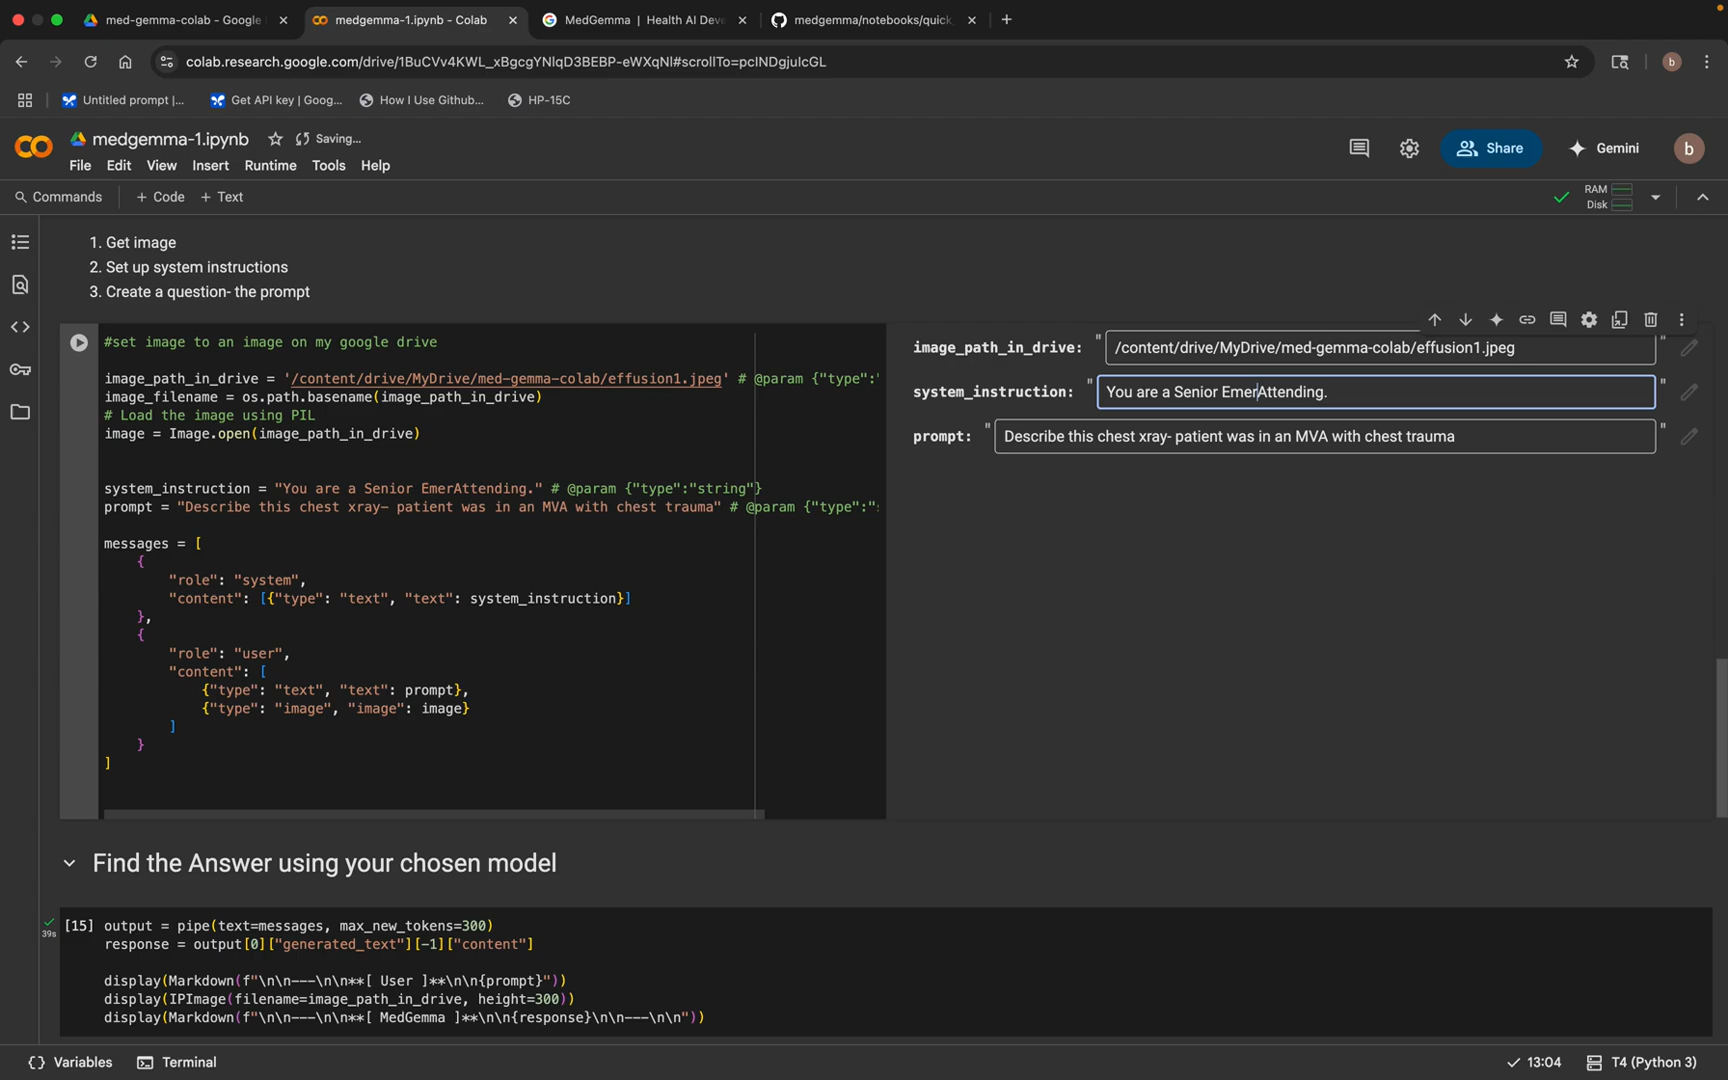 med-gemma-colab - Google
medgemma-1.ipynb - Colab
MedGemma | Health AI Dev
medgemma/notebooks/quick
colab.research.google.com/drive/1BuCVv4KWL_xBgcgYNlqD3BEBP-eWXqNl#scrollTo=pcINDgjuIcGL
b
Untitled prompt |...
Get API key | Goog...
How I Use Github...
HP-15C
medgemma-1.ipynb
Saving...
Share
Gemini
b
File Edit View Insert Runtime Tools Help
Commands + Code + Text
RAM
Disk
1. Get image
2. Set up system instructions
3. Create a question- the prompt
#set image to an image on my google drive
image_path_in_drive = '/content/drive/MyDrive/med-gemma-colab/effusion1.jpeg' # @param {"type":"
image_filename = os.path.basename(image_path_in_drive)
# Load the image using PIL
image = Image.open(image_path_in_drive)
system_instruction = "You are a Senior EmerAttending." # @param {"type":"string"}
prompt = "Describe this chest xray- patient was in an MVA with chest trauma" # @param {"type":"s
messages = [
{
"role": "system",
"content": [{"type": "text", "text": system_instruction}]
},
{
"role": "user",
"content": [
{"type": "text", "text": prompt},
{"type": "image", "image": image}
]
}
]
image_path_in_drive: " /content/drive/MyDrive/med-gemma-colab/effusion1.jpeg "
system_instruction: " You are a Senior EmerAttending. "
prompt: " Describe this chest xray- patient was in an MVA with chest trauma "
Find the Answer using your chosen model
39s
[15] output = pipe(text=messages, max_new_tokens=300)
response = output[0]["generated_text"][-1]["content"]
display(Markdown(f"\n\n---\n\n**[ User ]**\n\n{prompt}"))
display(IPImage(filename=image_path_in_drive, height=300))
display(Markdown(f"\n\n---\n\n**[ MedGemma ]**\n\n{response}\n\n---\n\n"))
{} Variables
Terminal
13:04
T4 (Python 3)